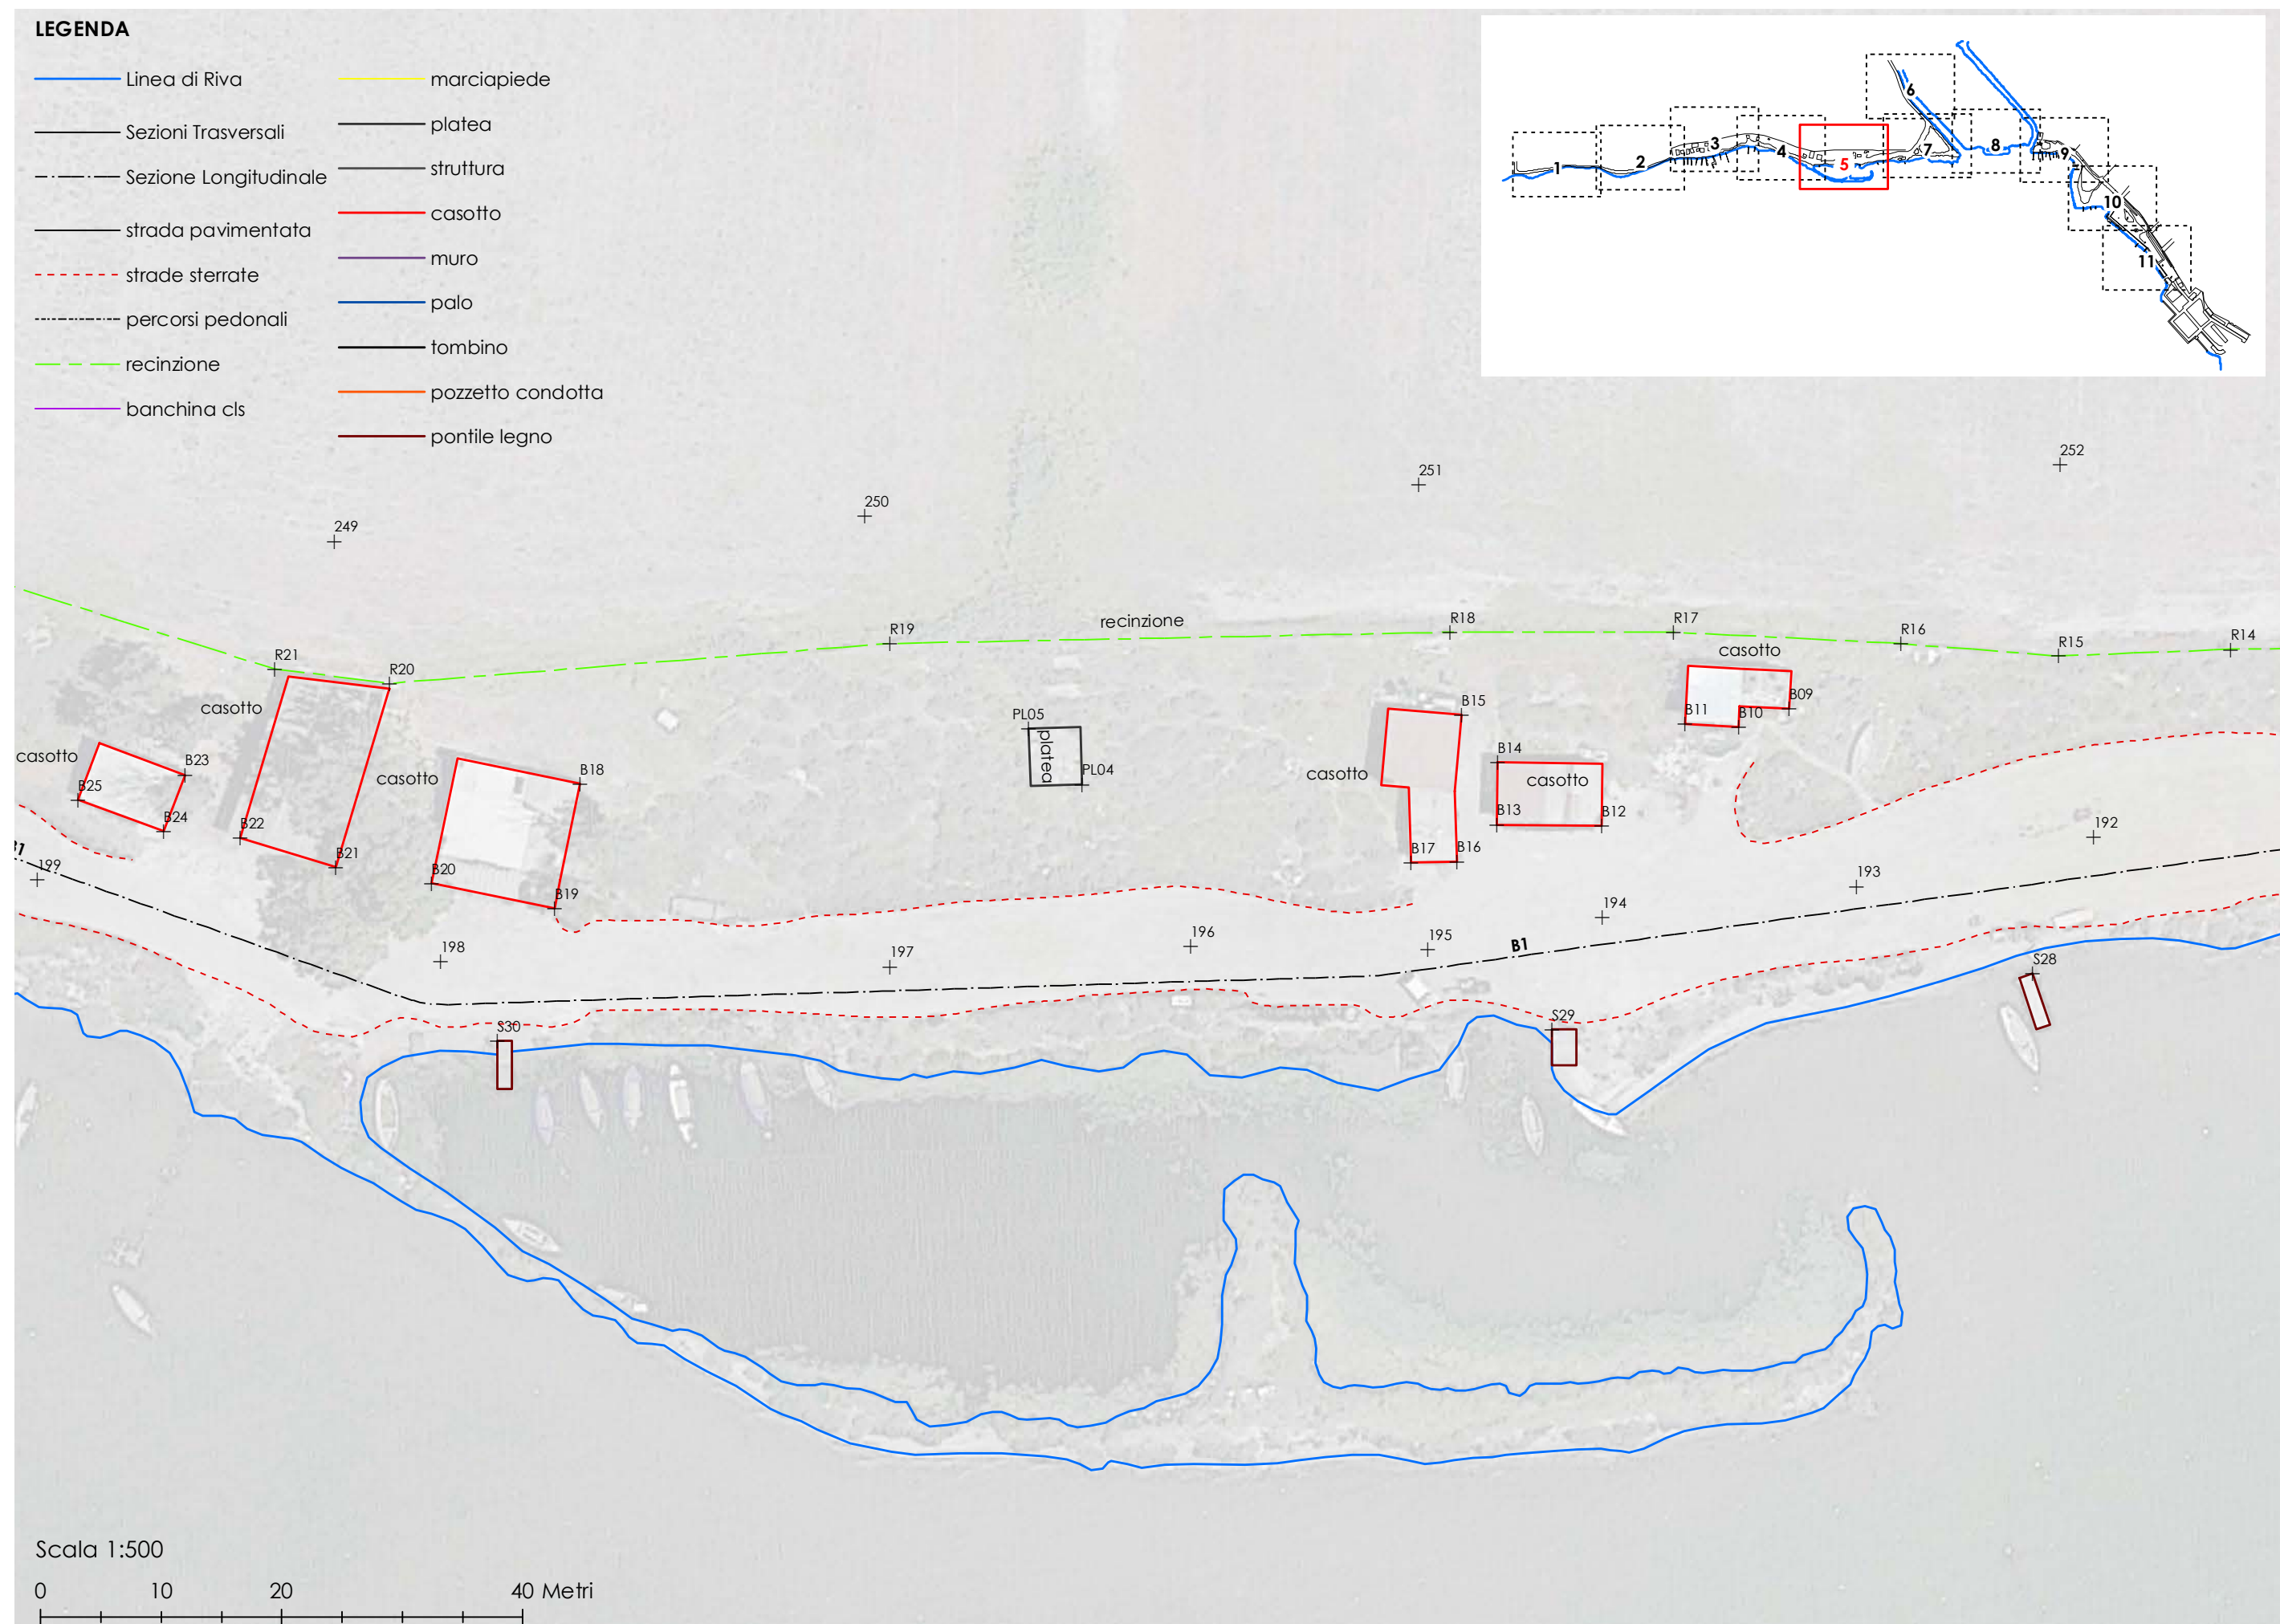 LEGENDA
Linea di Riva
Sezioni Trasversali
Sezione Longitudinale
strada pavimentata
strade sterrate
percorsi pedonali
recinzione
banchina cls
marciapiede
platea
struttura
casotto
muro
palo
tombino
pozzetto condotta
pontile legno
1
2
3
4
5
6
7
8
9
10
11
252
251
250
249
R21
R20
R19
recinzione
R18
R17
R16
R15
R14
casotto
casotto
casotto
casotto
casotto
casotto
casotto
B09
B10
B11
B12
B13
B14
B15
B16
B17
B18
B19
B20
B21
B22
B23
B24
B25
PL05
platea
PL04
B1
199
198
197
196
195
B1
194
193
192
S30
S29
S28
Scala 1:500
0 10 20 40 Metri